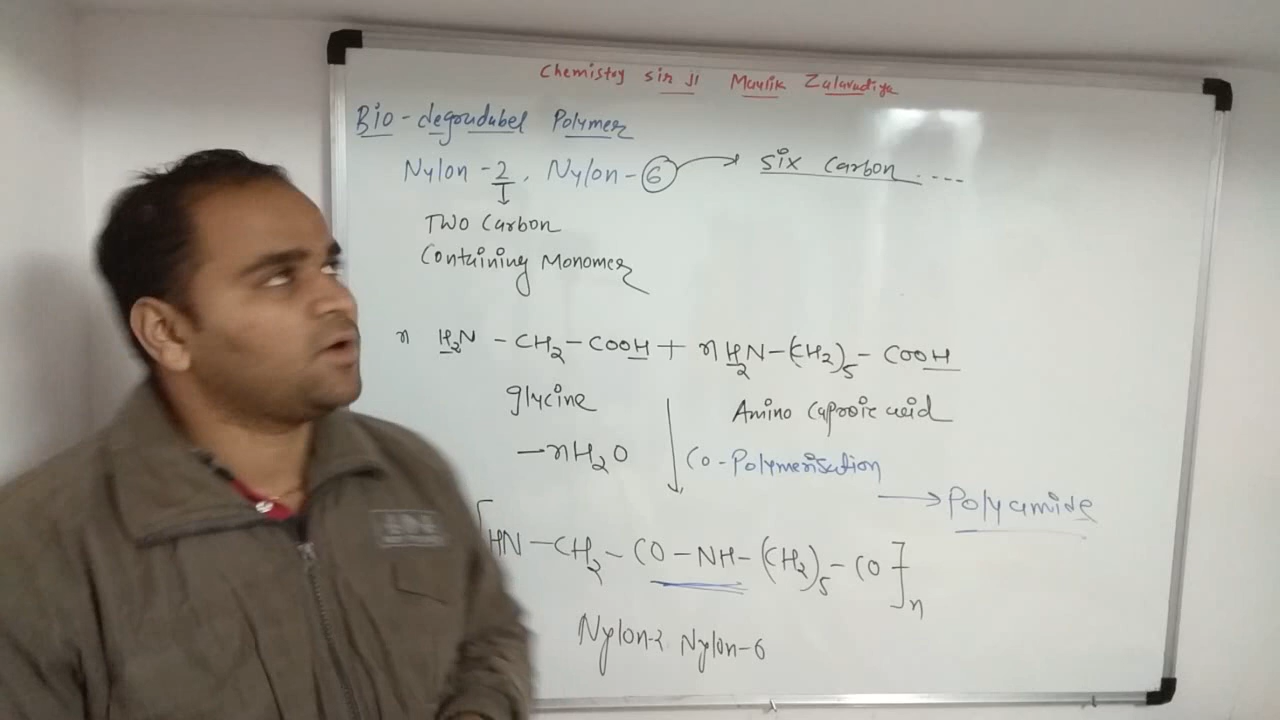 Chemistry sir ji Maulik Zalavadiya
Bio-degradabel Polymer
Nylon-2, Nylon-6 → six Carbon....
Two Carbon
Containing Monomer
n H₂N - CH₂ - COOH + n H₂N - (CH₂)₅ - COOH
glycine Amino Caproic acid
-nH₂O Co-Polymerisation
→ Polyamide
[HN - CH₂ - CO - NH - (CH₂)₅ - CO]n
Nylon-2 Nylon-6